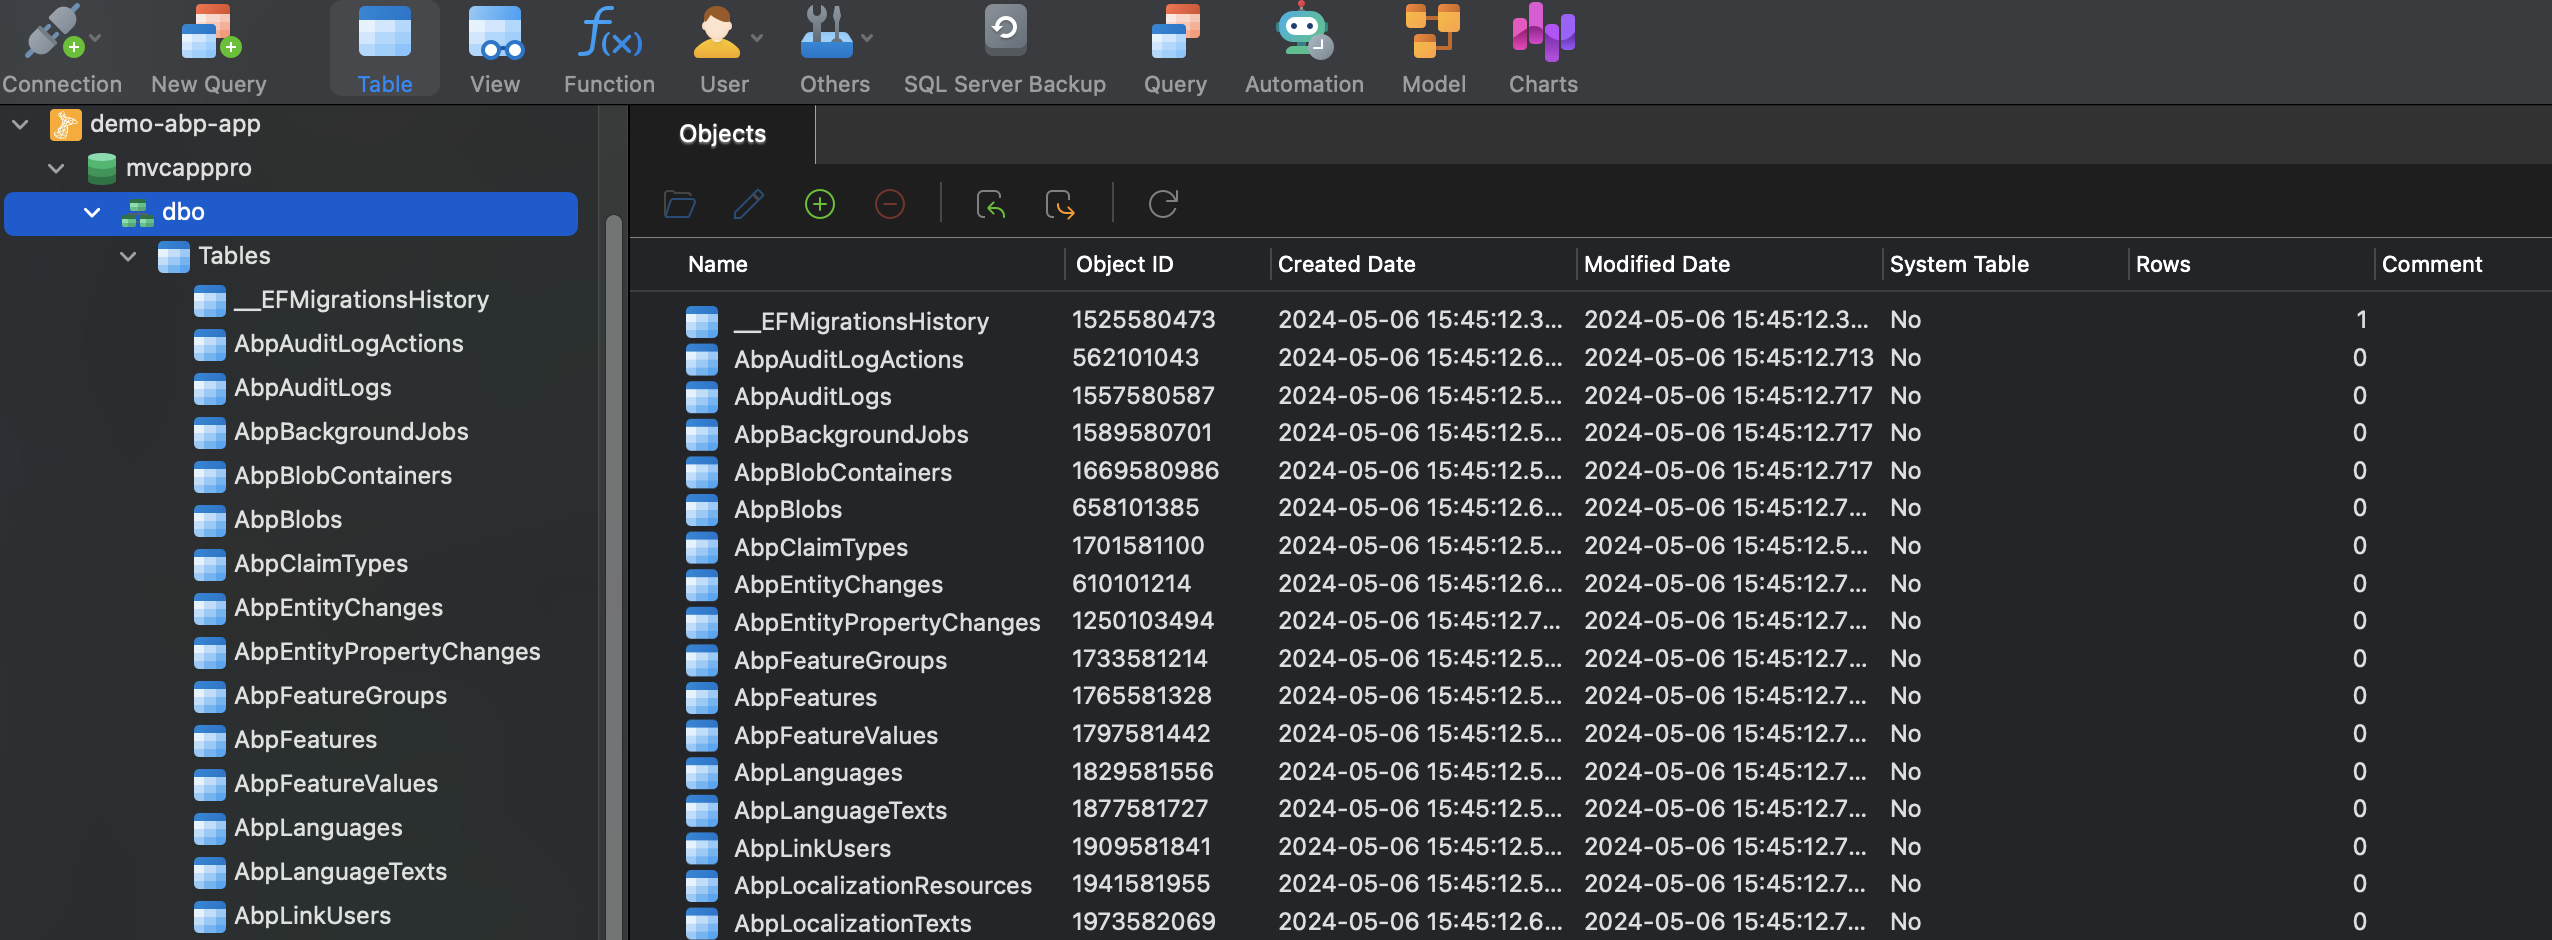 Connection New Query Table View Function User Others SQL Server Backup Query Automation Model Charts
demo-abp-app
mvcapppro
dbo
Tables
__EFMigrationsHistory
AbpAuditLogActions
AbpAuditLogs
AbpBackgroundJobs
AbpBlobContainers
AbpBlobs
AbpClaimTypes
AbpEntityChanges
AbpEntityPropertyChanges
AbpFeatureGroups
AbpFeatures
AbpFeatureValues
AbpLanguages
AbpLanguageTexts
AbpLinkUsers
Objects
Name Object ID Created Date Modified Date System Table Rows Comment
__EFMigrationsHistory 1525580473 2024-05-06 15:45:12.3... 2024-05-06 15:45:12.3... No 1
AbpAuditLogActions 562101043 2024-05-06 15:45:12.6... 2024-05-06 15:45:12.713 No 0
AbpAuditLogs 1557580587 2024-05-06 15:45:12.5... 2024-05-06 15:45:12.717 No 0
AbpBackgroundJobs 1589580701 2024-05-06 15:45:12.5... 2024-05-06 15:45:12.717 No 0
AbpBlobContainers 1669580986 2024-05-06 15:45:12.5... 2024-05-06 15:45:12.717 No 0
AbpBlobs 658101385 2024-05-06 15:45:12.6... 2024-05-06 15:45:12.7... No 0
AbpClaimTypes 1701581100 2024-05-06 15:45:12.5... 2024-05-06 15:45:12.5... No 0
AbpEntityChanges 610101214 2024-05-06 15:45:12.6... 2024-05-06 15:45:12.7... No 0
AbpEntityPropertyChanges 1250103494 2024-05-06 15:45:12.7... 2024-05-06 15:45:12.7... No 0
AbpFeatureGroups 1733581214 2024-05-06 15:45:12.5... 2024-05-06 15:45:12.7... No 0
AbpFeatures 1765581328 2024-05-06 15:45:12.5... 2024-05-06 15:45:12.7... No 0
AbpFeatureValues 1797581442 2024-05-06 15:45:12.5... 2024-05-06 15:45:12.7... No 0
AbpLanguages 1829581556 2024-05-06 15:45:12.5... 2024-05-06 15:45:12.7... No 0
AbpLanguageTexts 1877581727 2024-05-06 15:45:12.5... 2024-05-06 15:45:12.7... No 0
AbpLinkUsers 1909581841 2024-05-06 15:45:12.5... 2024-05-06 15:45:12.7... No 0
AbpLocalizationResources 1941581955 2024-05-06 15:45:12.5... 2024-05-06 15:45:12.7... No 0
AbpLocalizationTexts 1973582069 2024-05-06 15:45:12.6... 2024-05-06 15:45:12.7... No 0